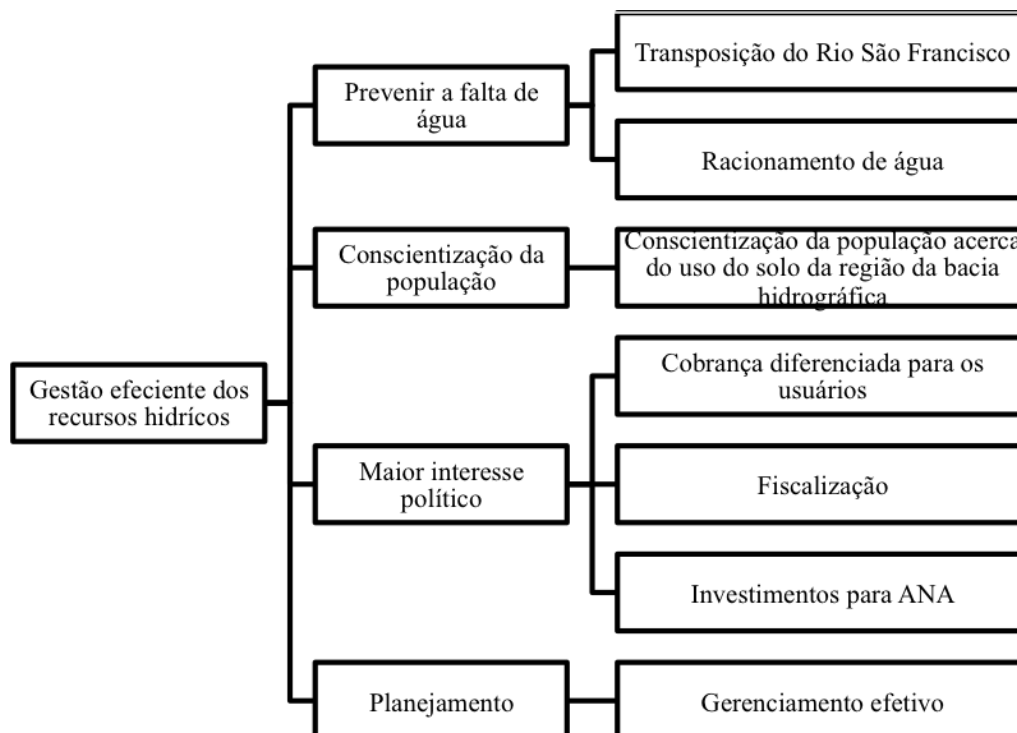 Transposição do Rio São Francisco
Prevenir a falta de
água
Racionamento de água
Conscientização da
população
Conscientização da população acerca
do uso do solo da região da bacia
hidrográfica
Cobrança diferenciada para os
usuários
Gestão efeciente dos
recursos hidrícos
Maior interesse
político
Fiscalização
Investimentos para ANA
Planejamento
Gerenciamento efetivo